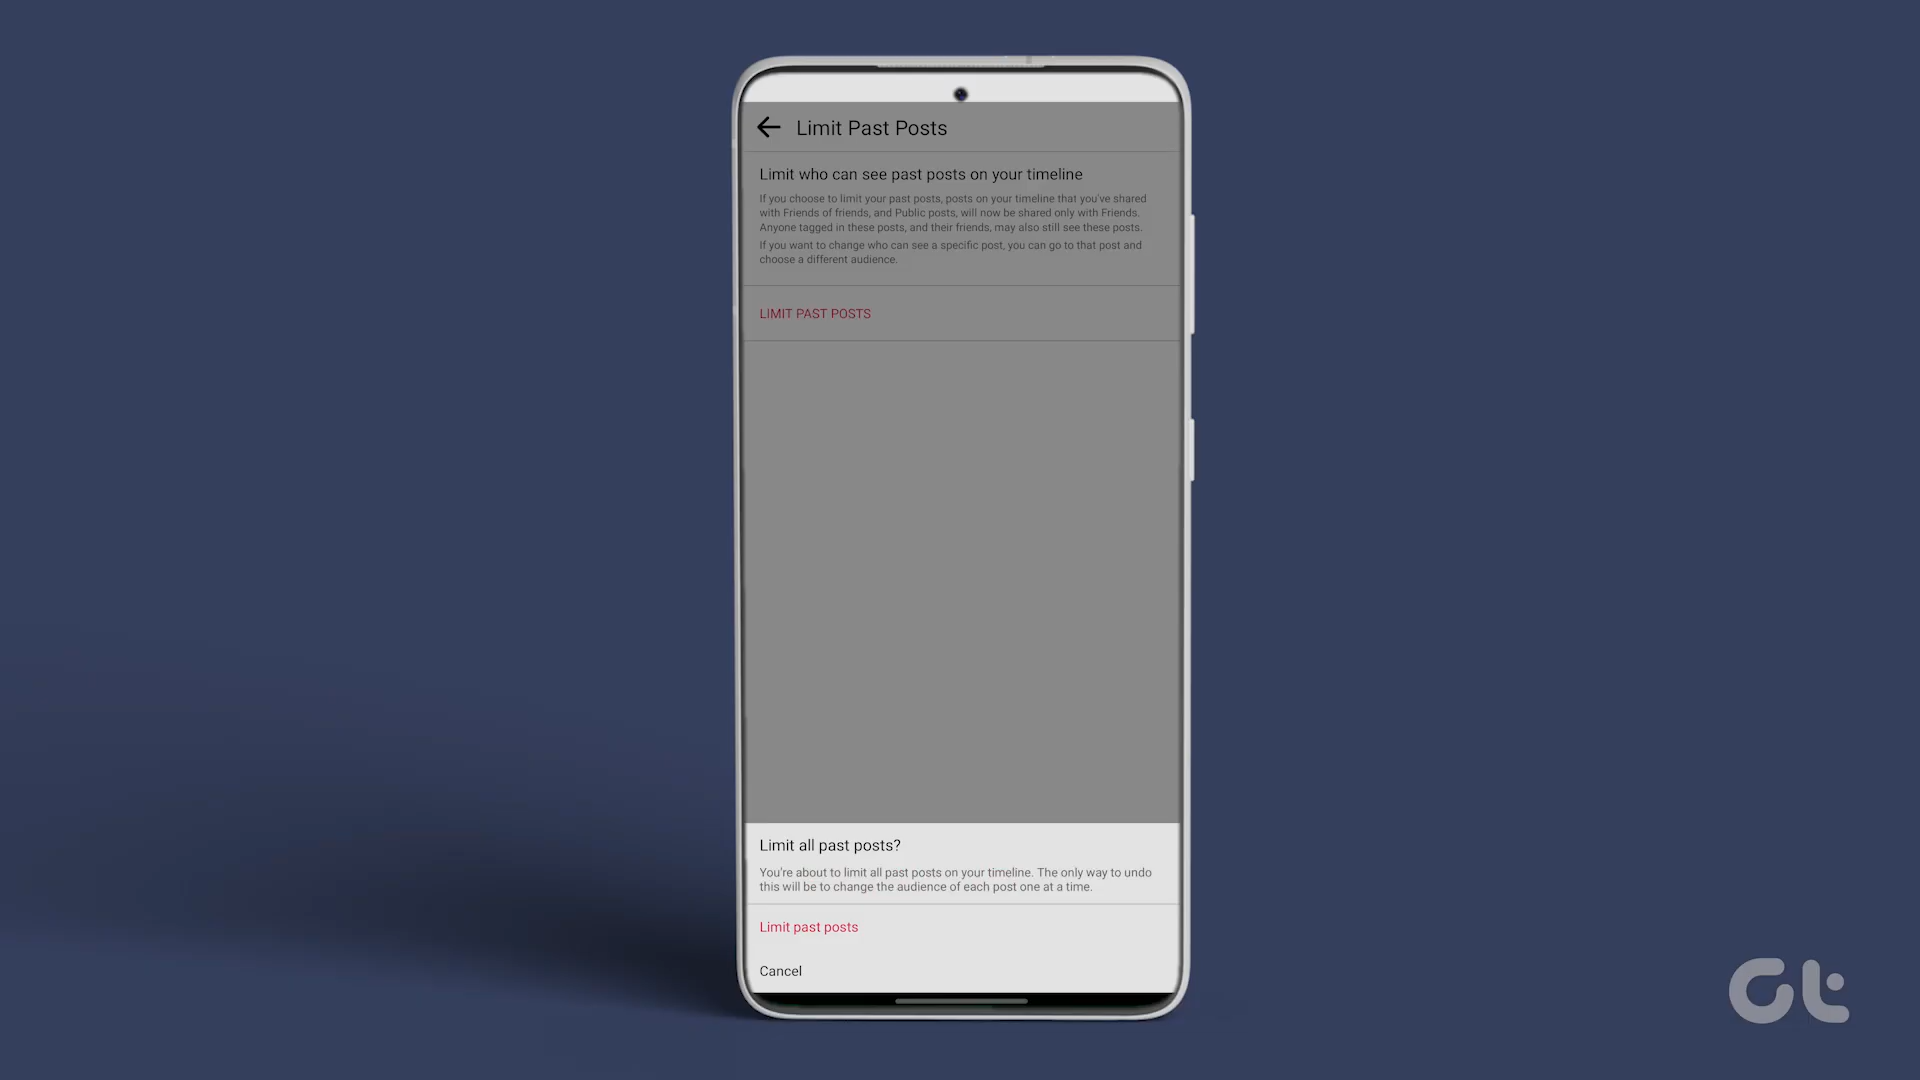 Limit Past Posts
Limit who can see past posts on your timeline
If you choose to limit your past posts, posts on your timeline that you've shared
with Friends of friends, and Public posts, will now be shared only with Friends.
Anyone tagged in these posts, and their friends, may also still see these posts.
If you want to change who can see a specific post, you can go to that post and
choose a different audience.
LIMIT PAST POSTS
Limit all past posts?
You're about to limit all past posts on your timeline. The only way to undo
this will be to change the audience of each post one at a time.
Limit past posts
Cancel
Gt